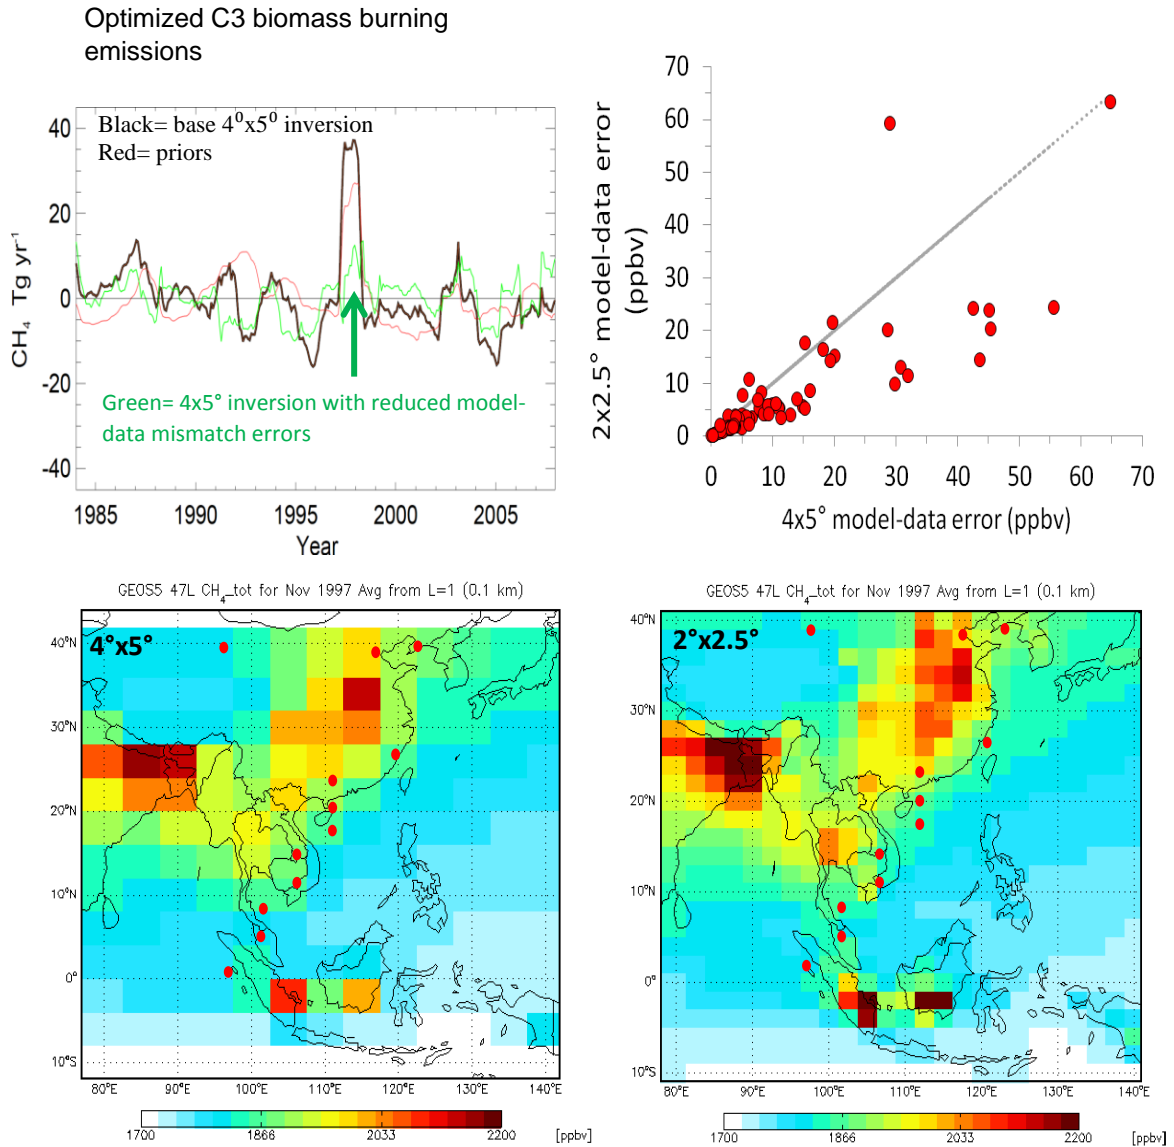 Optimized C3 biomass burning
emissions
Black= base 4⁰x5⁰ inversion
Red= priors
CH₄ Tg yr⁻¹
40
20
0
-20
-40
Green= 4x5° inversion with reduced model-
data mismatch errors
1985 1990 1995 2000 2005
Year
2x2.5° model-data error
(ppbv)
70
60
50
40
30
20
10
0
0 10 20 30 40 50 60 70
4x5° model-data error (ppbv)
GEOS5 47L CH₄_tot for Nov 1997 Avg from L=1 (0.1 km)
4°x5°
40°N
30°N
20°N
10°N
0°
10°S
80°E 90°E 100°E 110°E 120°E 130°E 140°E
1700 1866 2033 2200 [ppbv]
GEOS5 47L CH₄_tot for Nov 1997 Avg from L=1 (0.1 km)
2°x2.5°
40°N
30°N
20°N
10°N
0°
10°S
80°E 90°E 100°E 110°E 120°E 130°E 140°E
1700 1866 2033 2200 [ppbv]